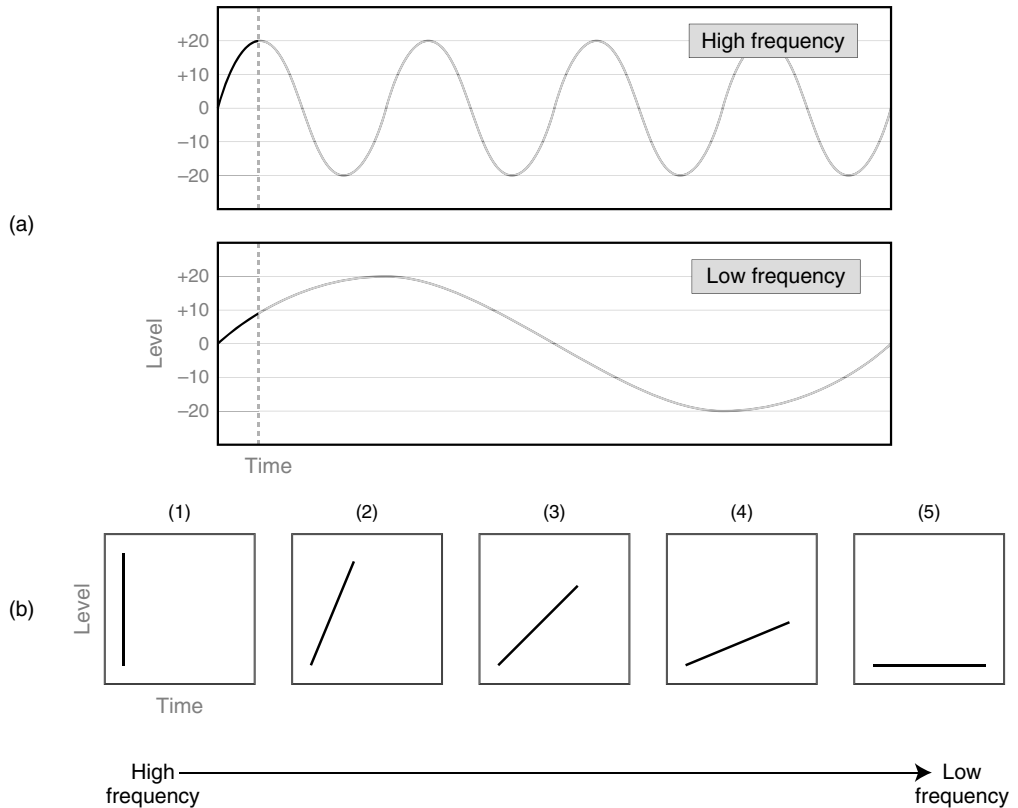 +20
+10
0
–10
–20
High frequency
(a)
+20
+10
0
–10
–20
Level
Low frequency
Time
(1)
(2)
(3)
(4)
(5)
(b)
Level
Time
High
frequency
Low
frequency